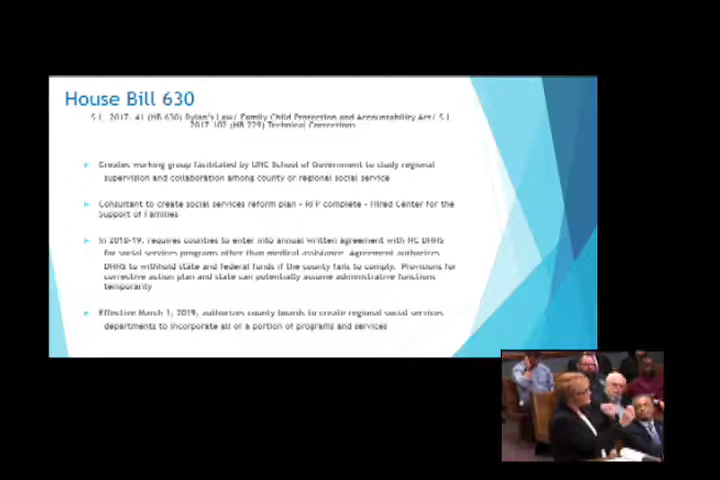 House Bill 630
S.L. 2017- 41 (HB 630) Rylan's Law/ Family Child Protection and Accountability Act/ S.L
2017-102 (HB 229) Technical Corrections
Creates working group facilitated by UNC School of Government to study regional
supervision and collaboration among county or regional social service
Consultant to create social services reform plan - RFP complete - Hired Center for the
Support of Families
In 2018-19, requires counties to enter into annual written agreement with NC DHHS
for social services programs other than medical assistance. Agreement authorizes
DHHS to withhold state and federal funds if the county fails to comply. Provisions for
corrective action plan and state can potentially assume administrative functions
temporarily
Effective March 1, 2019, authorizes county boards to create regional social services
departments to incorporate all or a portion of programs and services